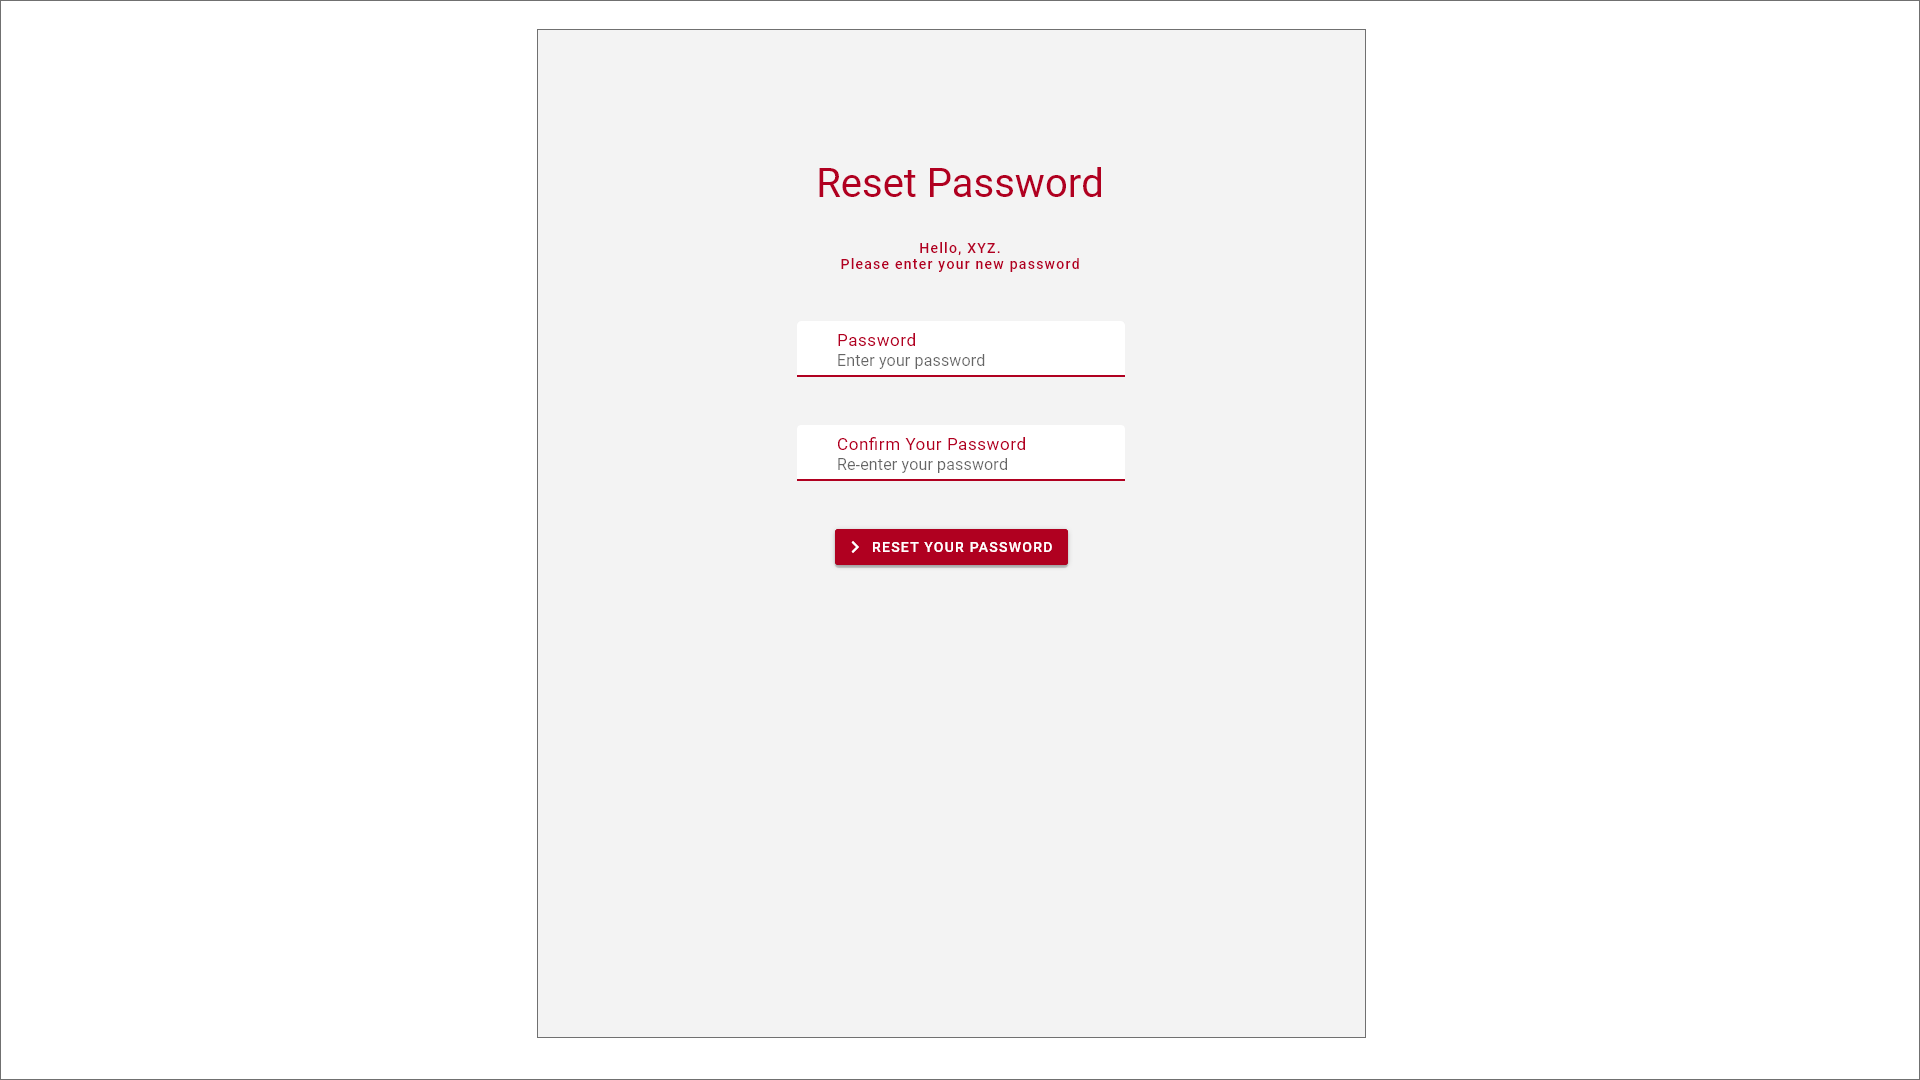 Reset Password
Hello, XYZ.
Please enter your new password
Password
Enter your password
Confirm Your Password
Re-enter your password
RESET YOUR PASSWORD